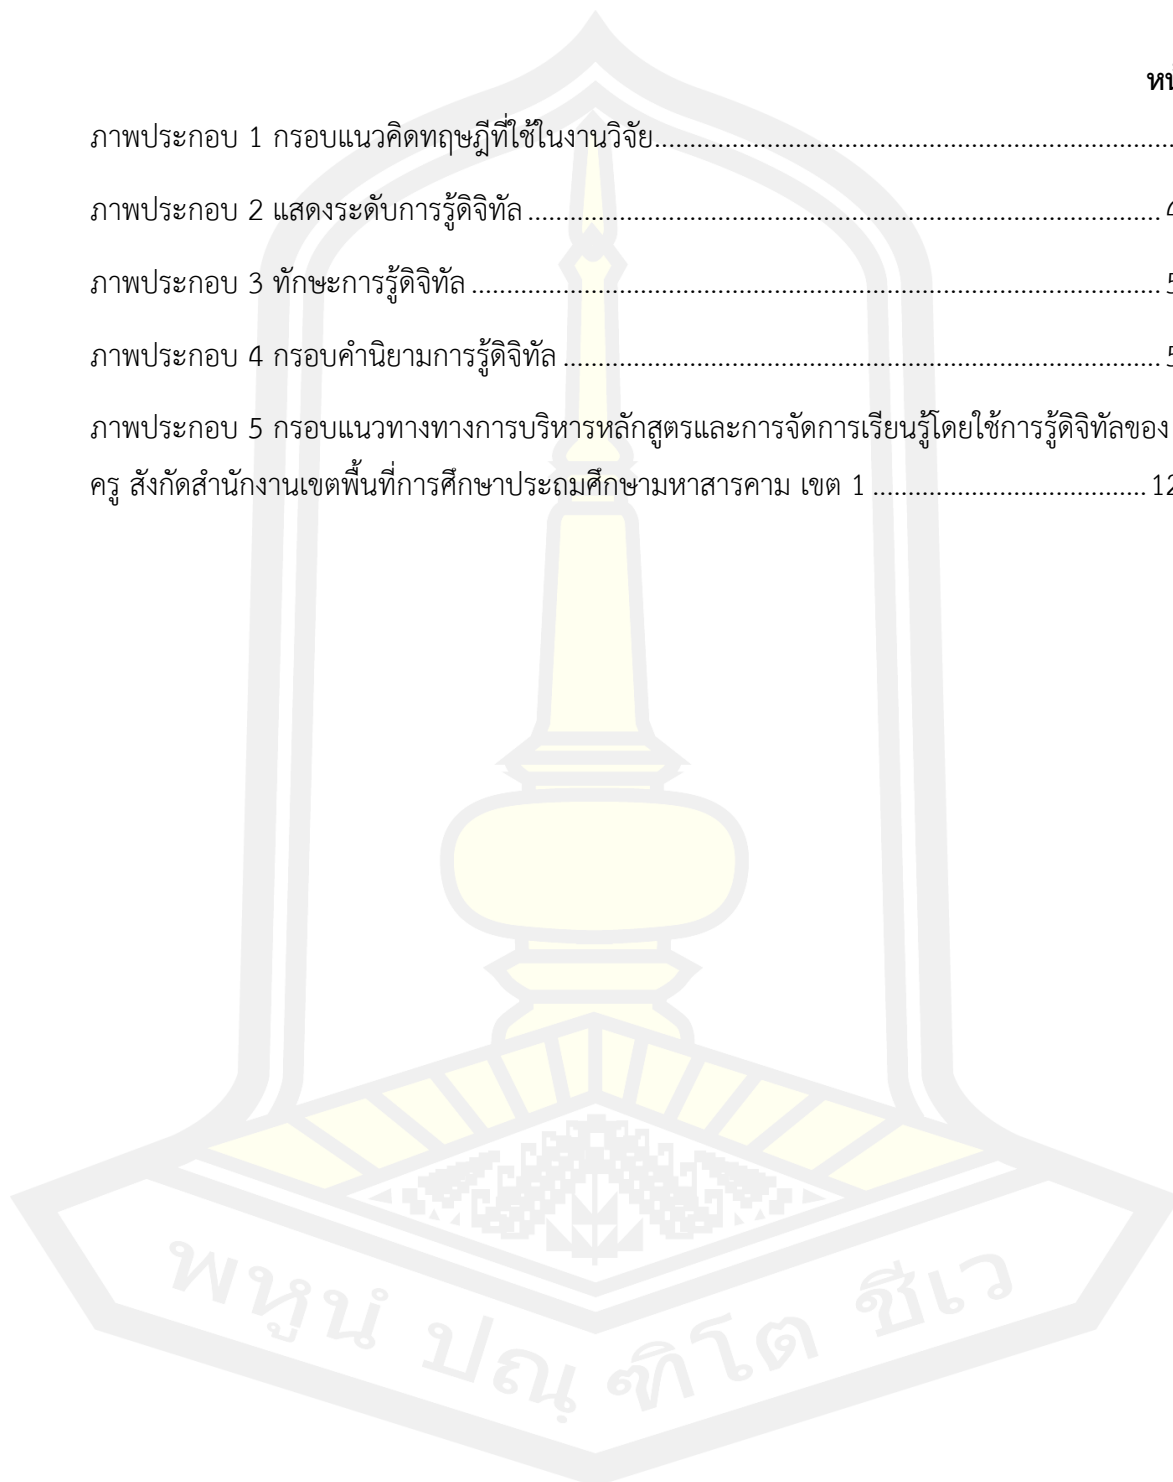 ภาพประกอบ 1 กรอบแนวคิดทฤษฎีที่ใช้ในงานวิจัย
ภาพประกอบ 2 แสดงระดับการรู้ดิจิทัล
ภาพประกอบ 3 ทักษะการรู้ดิจิทัล
ภาพประกอบ 4 กรอบคำนิยามการรู้ดิจิทัล
ภาพประกอบ 5 กรอบแนวทางทางการบริหารหลักสูตรและการจัดการเรียนรู้โดยใช้การรู้ดิจิทัลของ
ครู สังกัดสำนักงานเขตพื้นที่การศึกษาประถมศึกษามหาสารคาม เขต 1
พหูนํ ปณฺฑิโต ชีเว